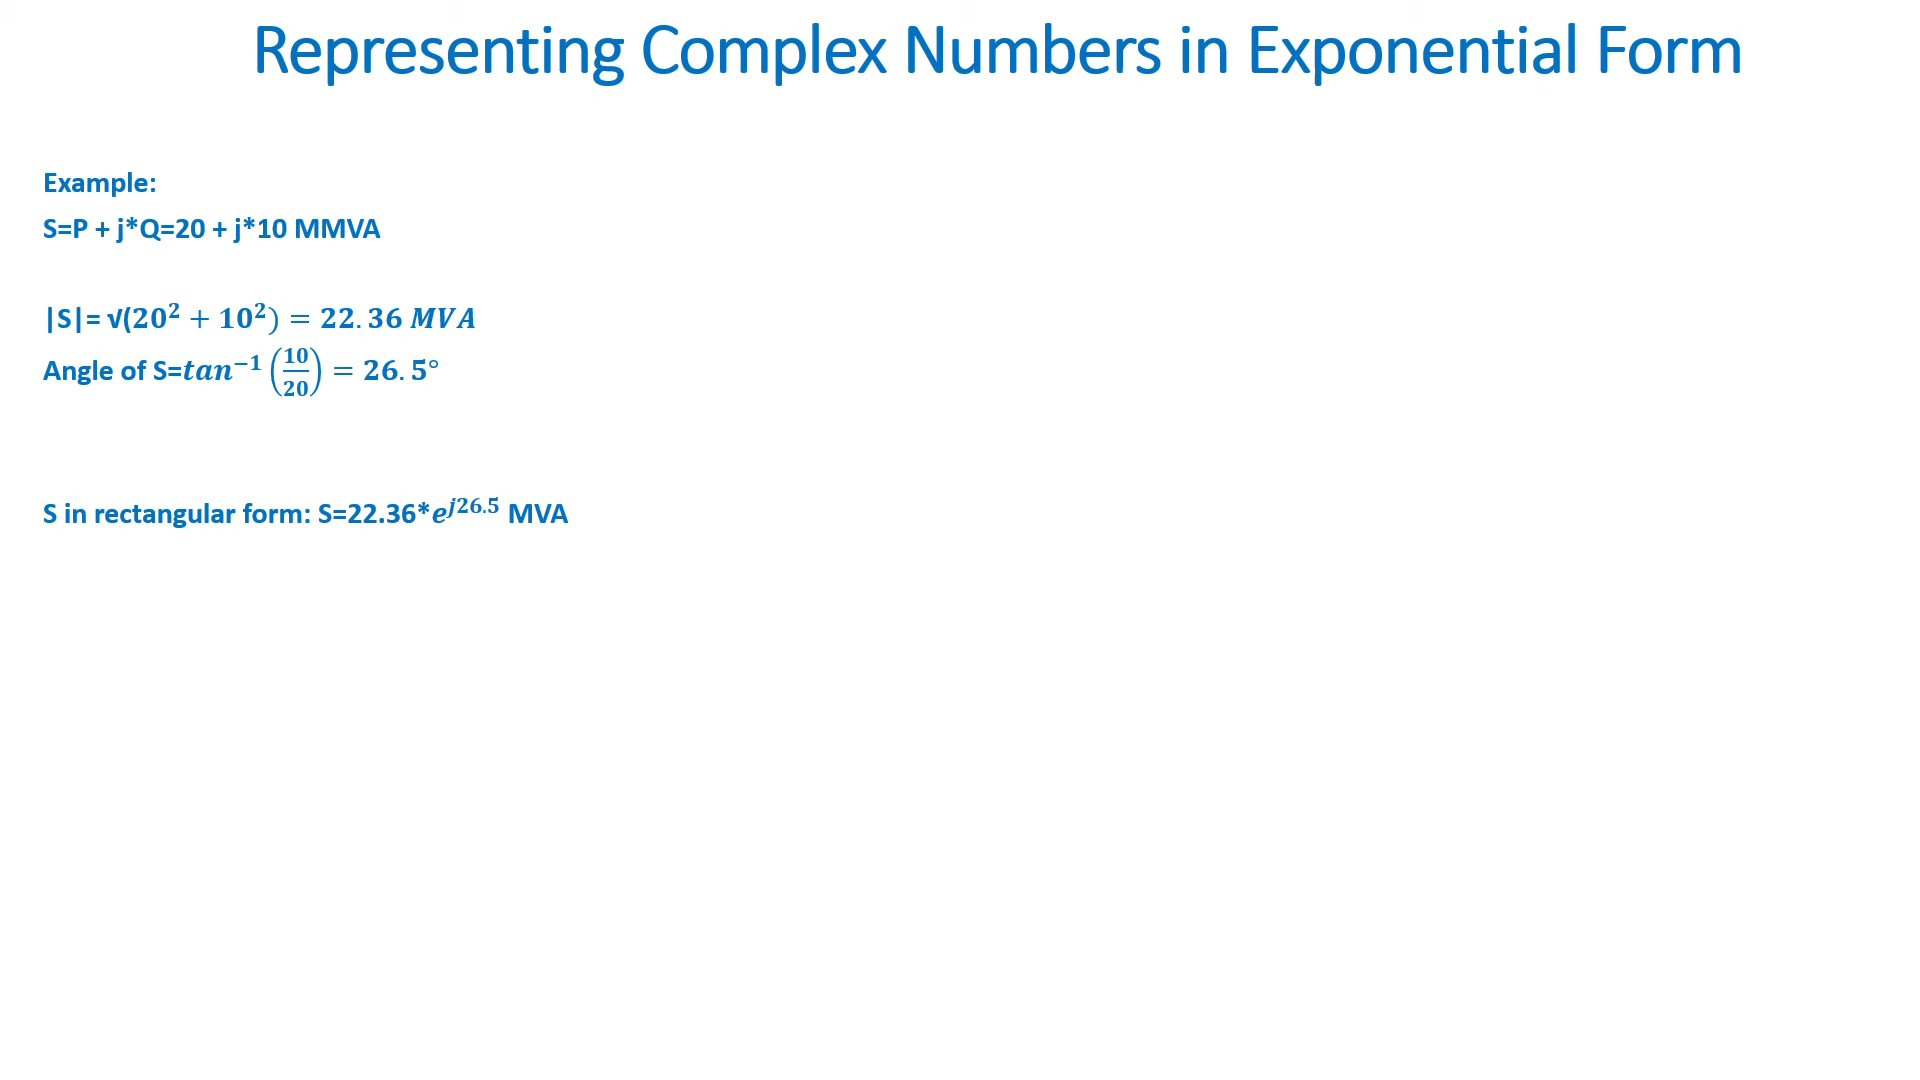 Representing Complex Numbers in Exponential Form
Example:
S=P + j*Q=20 + j*10 MMVA
|S|= √(20² + 10²) = 22.36 MVA
Angle of S=tan⁻¹(10/20) = 26.5°
S in rectangular form: S=22.36*e^{j26.5} MVA